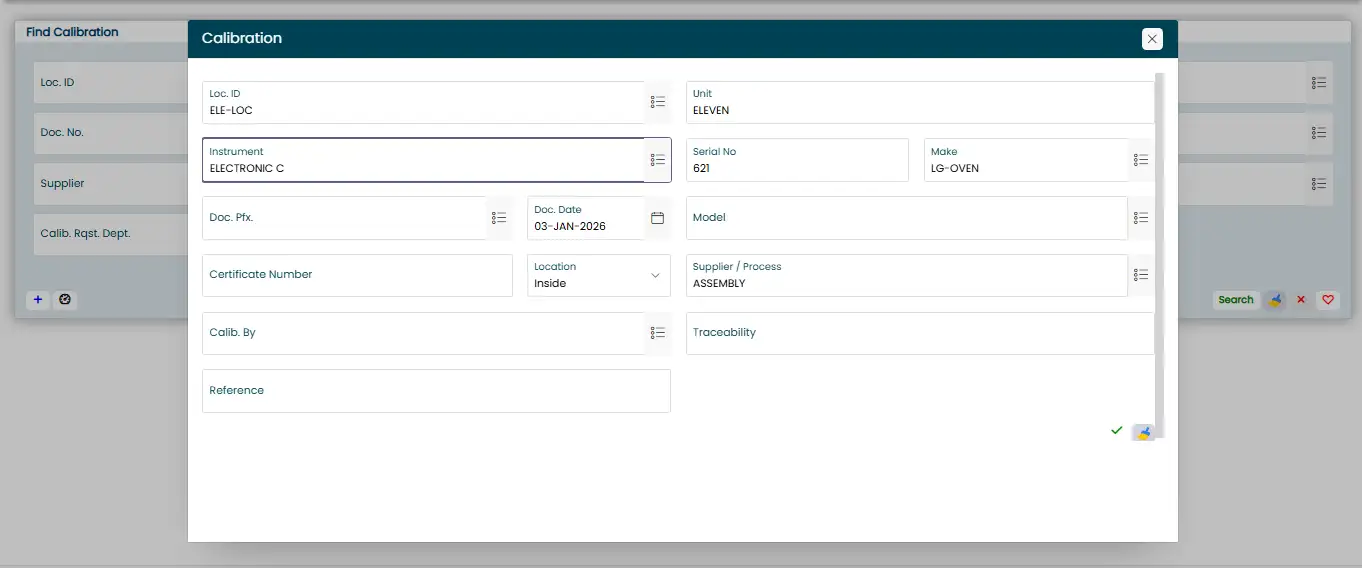 Find Calibration
Calibration
Loc. ID
Loc. ID
ELE-LOC
Unit
ELEVEN
Doc. No.
Instrument
ELECTRONIC C
Serial No
621
Make
LG-OVEN
Supplier
Doc. Pfx.
Doc. Date
03-JAN-2026
Model
Calib. Rqst. Dept.
Certificate Number
Location
Inside
Supplier / Process
ASSEMBLY
Search
Calib. By
Traceability
Reference